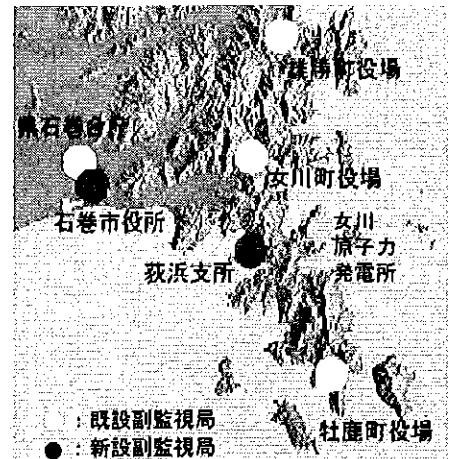 雄勝町役場
県石巻合庁
女川町役場
石巻市役所
女川
原子力
発電所
荻浜支所
牡鹿町役場
：既設副監視局
：新設副監視局